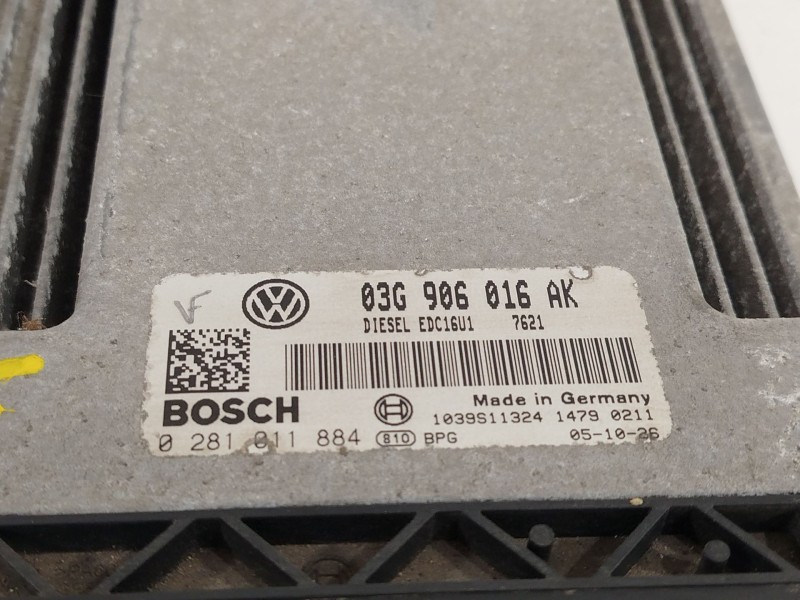 VF
03G 906 016 AK
DIESEL EDC16U1 7621
Made in Germany
BOSCH
1039S11324 1479 0211
0 281 011 884 810 BPG 05-10-26